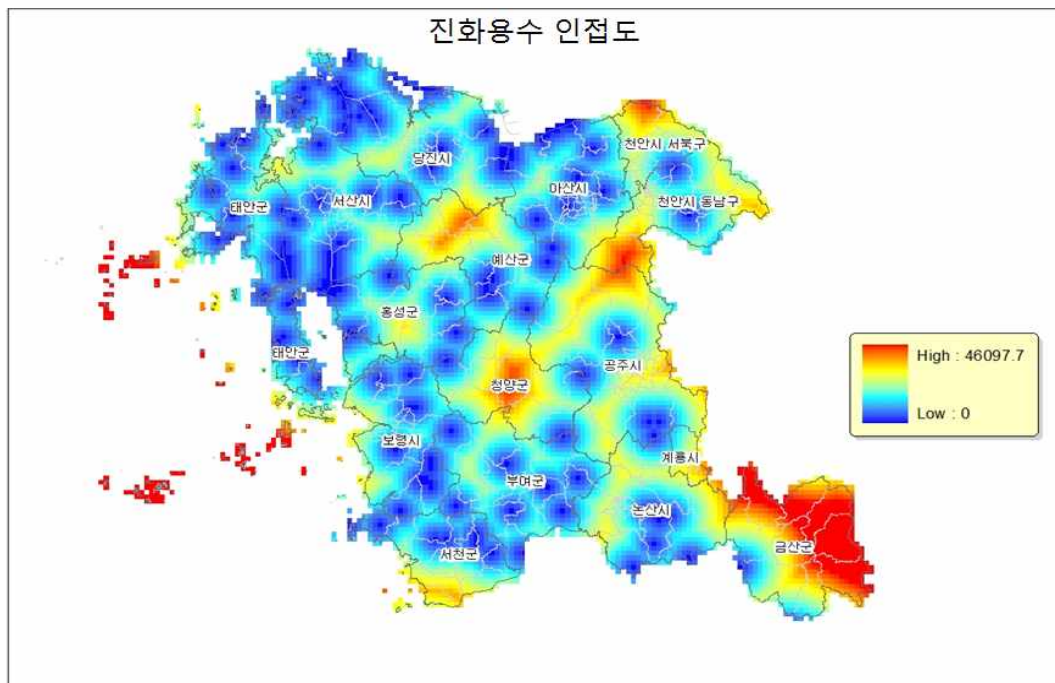 진화용수 인접도
천안시 서북구
당진시
아산시
서산시
천안시 동남구
태안군
예산군
홍성군
태안군
공주시
청양군
High : 46097.7
Low : 0
보령시
계룡시
부여군
논산시
서천군
금산군